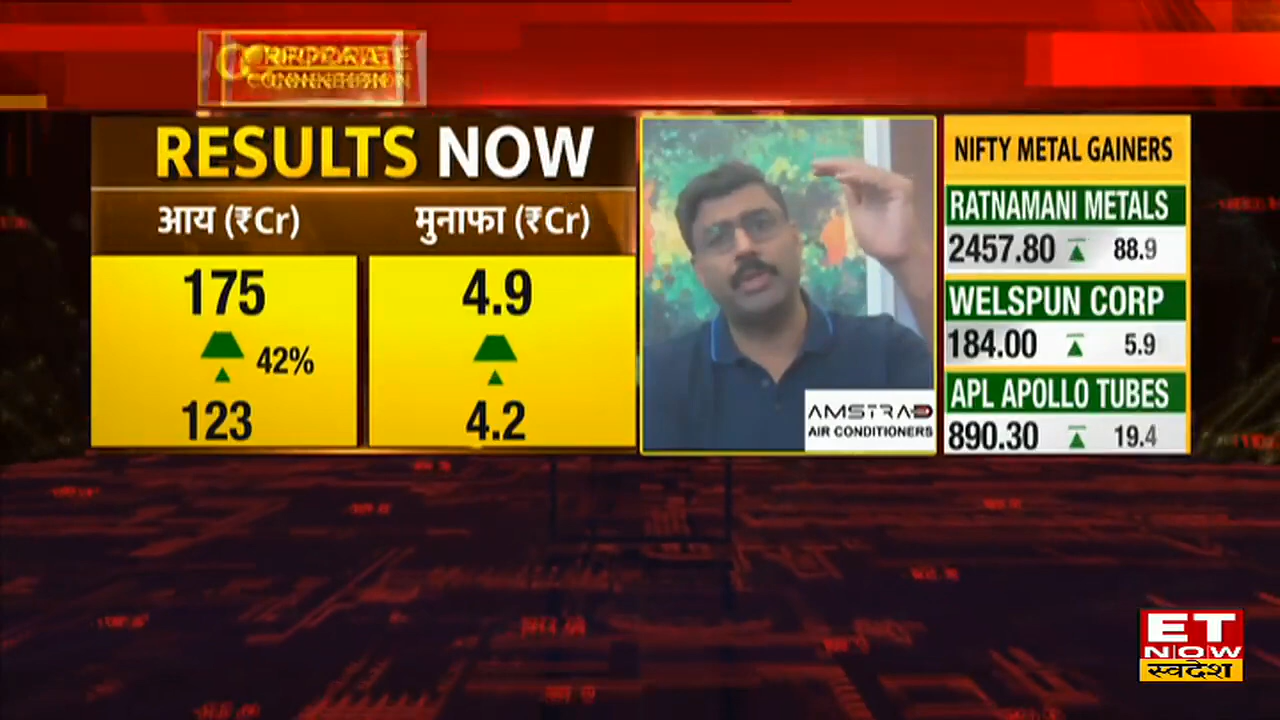 RESULTS NOW
आय (₹Cr)
मुनाफा (₹Cr)
175
42%
123
4.9
4.2
AMSTRAD
AIR CONDITIONERS
NIFTY METAL GAINERS
RATNAMANI METALS
2457.80 88.9
WELSPUN CORP
184.00 5.9
APL APOLLO TUBES
890.30 19.4
ET
NOW
स्वदेश